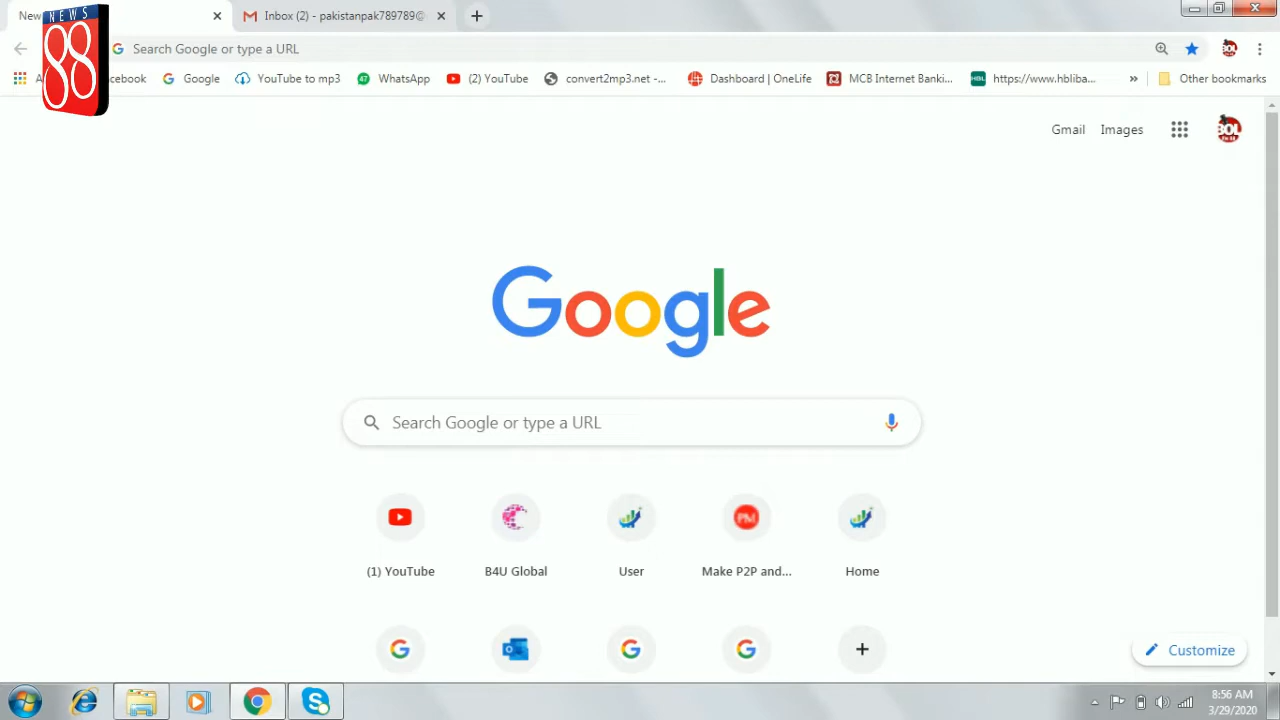 New
Inbox (2) - pakistanpak789789@
NEWS
88
Search Google or type a URL
A
cebook
Google
YouTube to mp3
WhatsApp
(2) YouTube
convert2mp3.net -...
Dashboard | OneLife
MCB Internet Banki...
https://www.hbliba...
»
Other bookmarks
Gmail
Images
BOL
Google
Search Google or type a URL
(1) YouTube
B4U Global
User
PM
Make P2P and...
Home
Customize
8:56 AM
3/29/2020